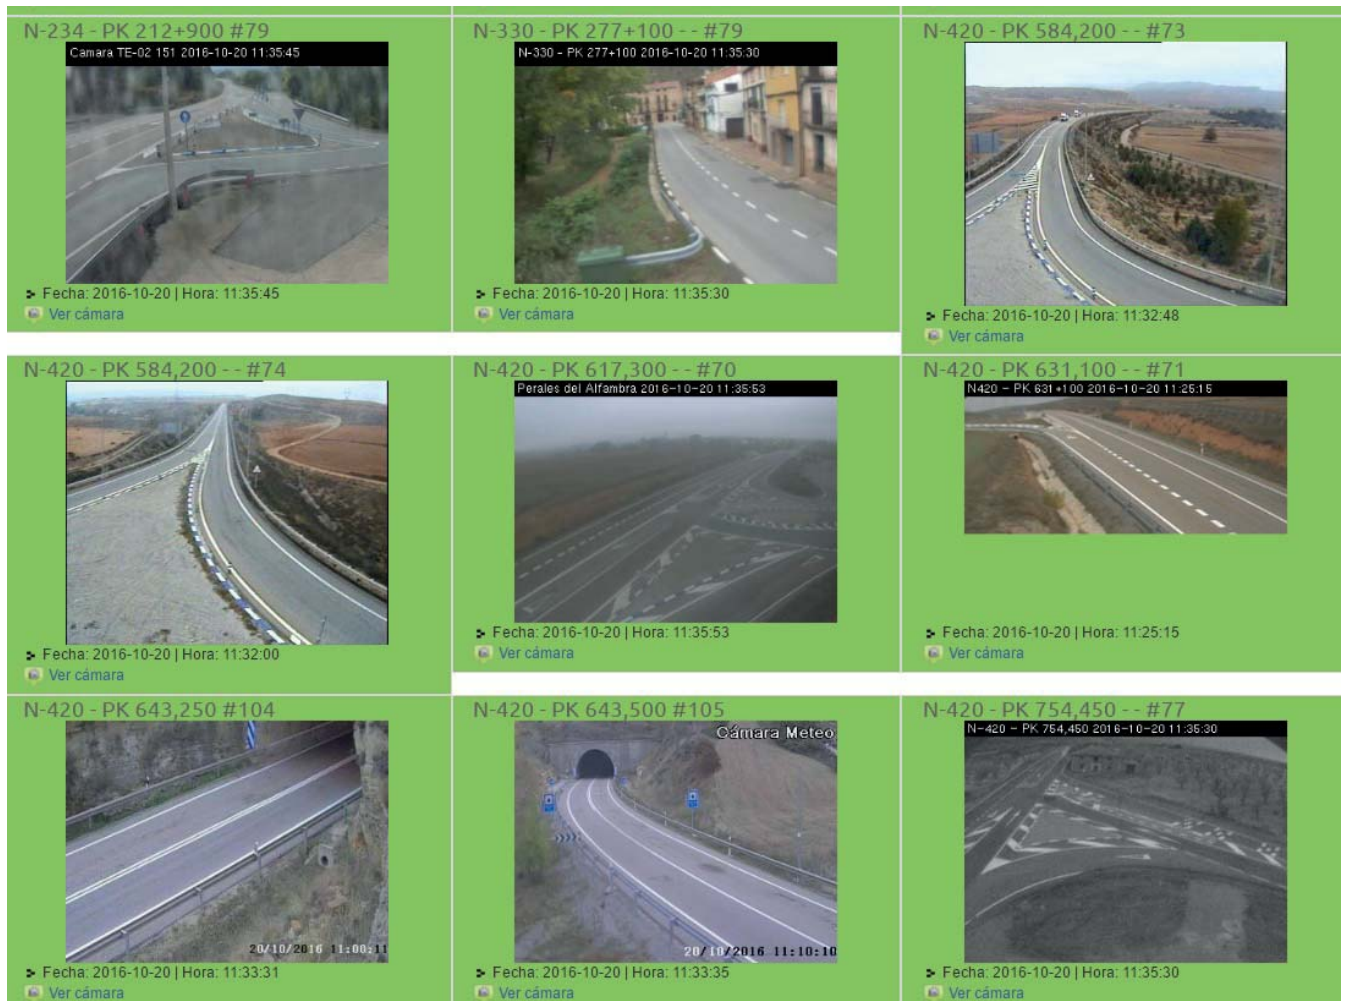 N-234 - PK 212+900 #79
Camara TE-02 151 2016-10-20 11:35:45
Fecha: 2016-10-20 | Hora: 11:35:45
Ver cámara
N-330 - PK 277+100 - - #79
N-330 - PK 277+100 2016-10-20 11:35:30
Fecha: 2016-10-20 | Hora: 11:35:30
Ver cámara
N-420 - PK 584,200 - - #73
Fecha: 2016-10-20 | Hora: 11:32:48
Ver cámara
N-420 - PK 584,200 - - #74
Fecha: 2016-10-20 | Hora: 11:32:00
Ver cámara
N-420 - PK 617,300 - - #70
Perales del Alfambra 2016-10-20 11:35:53
Fecha: 2016-10-20 | Hora: 11:35:53
Ver cámara
N-420 - PK 631,100 - - #71
N420 - PK 631+100 2016-10-20 11:25:15
Fecha: 2016-10-20 | Hora: 11:25:15
Ver cámara
N-420 - PK 643,250 #104
20/10/2016 11:00:11
Fecha: 2016-10-20 | Hora: 11:33:31
Ver cámara
N-420 - PK 643,500 #105
Cámara Meteo
20/10/2016 11:10:10
Fecha: 2016-10-20 | Hora: 11:33:35
Ver cámara
N-420 - PK 754,450 - - #77
N-420 - PK 754,450 2016-10-20 11:35:30
Fecha: 2016-10-20 | Hora: 11:35:30
Ver cámara